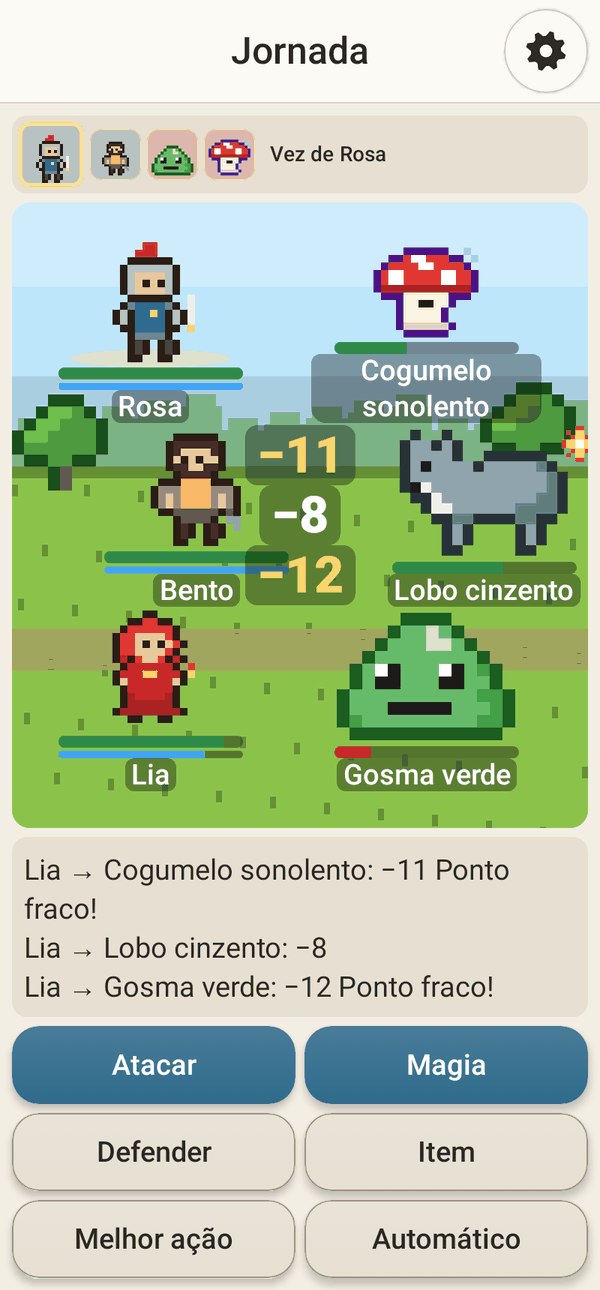 Jornada
Vez de Rosa
Cogumelo
sonolento
Rosa
−11
−8
−12
Bento
Lobo cinzento
Lia
Gosma verde
Lia → Cogumelo sonolento: −11 Ponto
fraco!
Lia → Lobo cinzento: −8
Lia → Gosma verde: −12 Ponto fraco!
Atacar
Magia
Defender
Item
Melhor ação
Automático